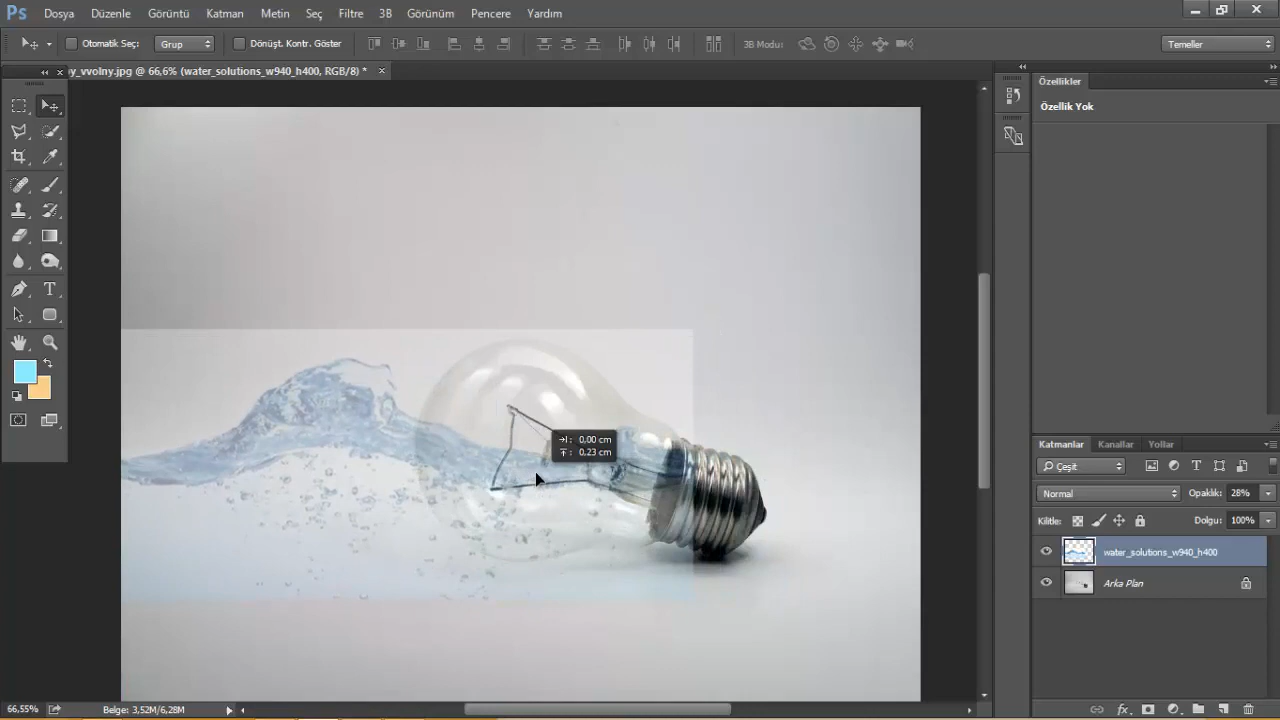 Ps Dosya Düzenle Görüntü Katman Metin Seç Filtre 3B Görünüm Pencere Yardım
Otomatik Seç: Grup Dönüşt. Kontr. Göster 3B Modu: Temeller
y_vvolny.jpg @ 66,6% (water_solutions_w940_h400, RGB/8) *
Özellikler
Özellik Yok
0,00 cm
0,23 cm
Katmanlar Kanallar Yollar
Çeşit
Normal Opaklık: 28%
Kilitle: Dolgu: 100%
water_solutions_w940_h400
Arka Plan
66,55% Belge: 3,52M/6,28M